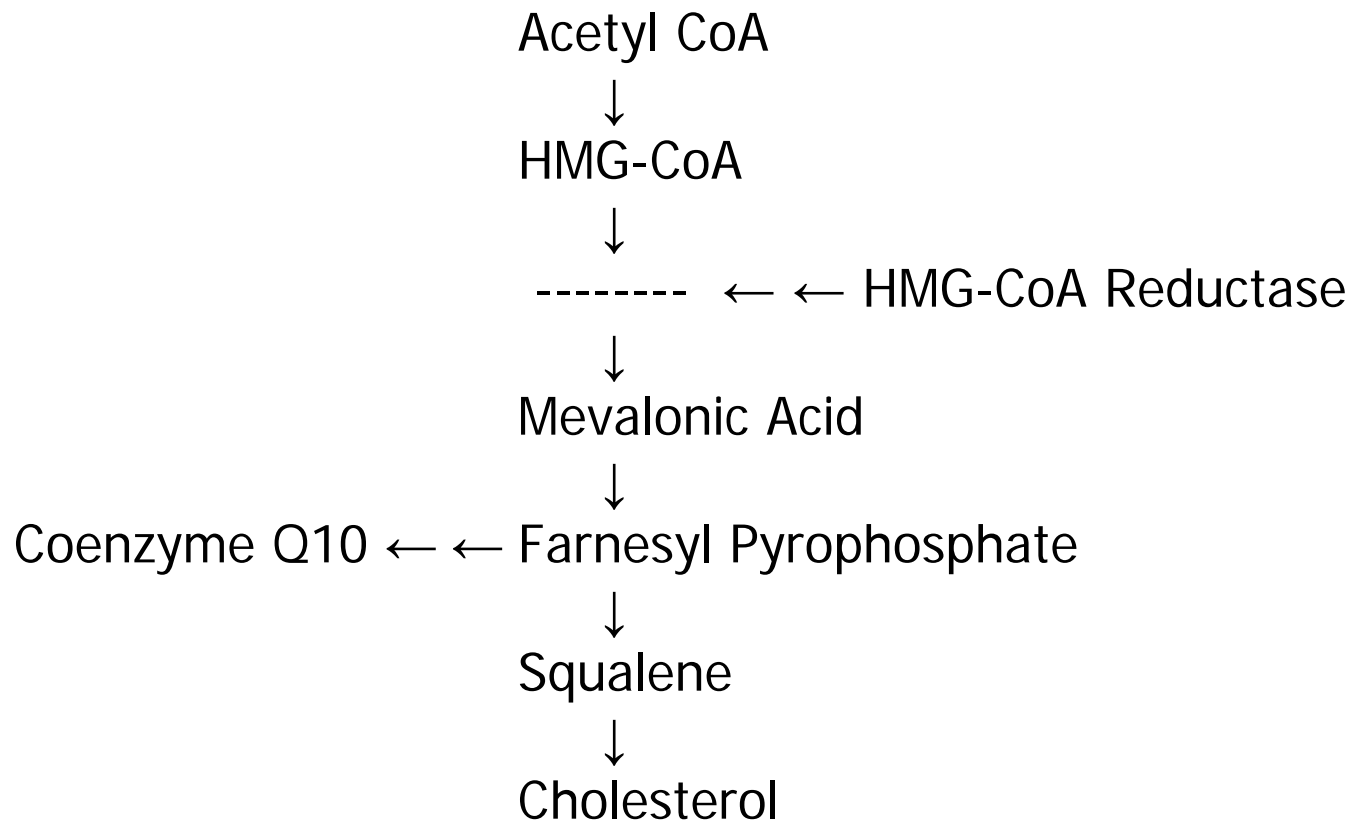 Acetyl CoA
↓
HMG-CoA
↓
-------- ← ← HMG-CoA Reductase
↓
Mevalonic Acid
↓
Coenzyme Q10 ← ← Farnesyl Pyrophosphate
↓
Squalene
↓
Cholesterol